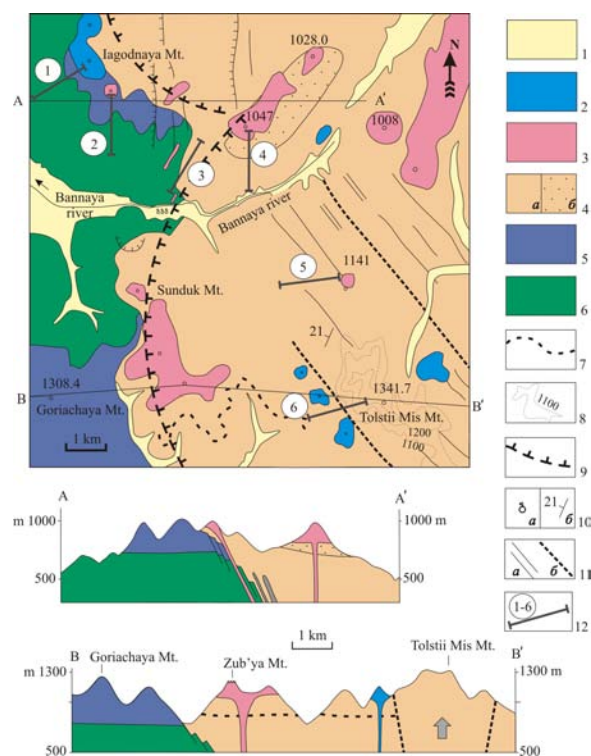 1028.0
N
Iagodnaya Mt.
1
A
A'
1047
1008
2
4
3
Bannaya
river
Bannaya river
5
1141
Sunduk Mt.
21
1308.4
B
Goriachaya Mt.
6
1341.7
B'
Tolstii Mis Mt.
1200
1100
1 km
1
2
3
а
б
4
5
6
7
1100
8
9
а
21
б
10
а
б
11
1-6
12
A
A'
m 1000
1000 m
500
500
1 km
B
Goriachaya Mt.
Zub'ya Mt.
Tolstii Mis Mt.
B'
m 1300
1300 m
500
500